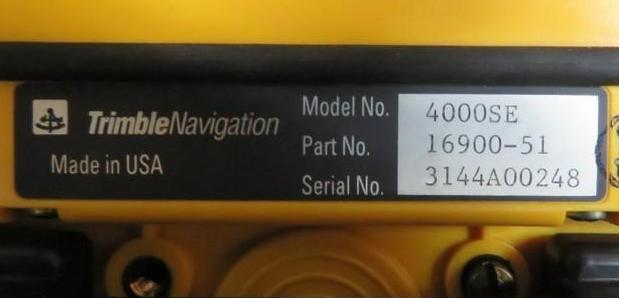 TrimbleNavigation
Made in USA
Model No. 4000SE
Part No. 16900-51
Serial No. 3144A00248